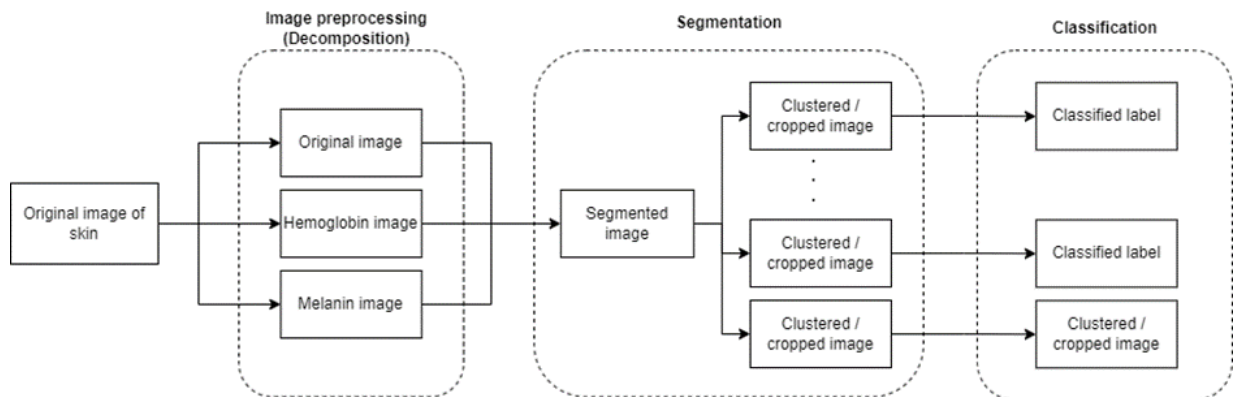 Image preprocessing
(Decomposition)
Segmentation
Classification
Original image of
skin
Original image
Hemoglobin image
Melanin image
Segmented
image
Clustered /
cropped image
Clustered /
cropped image
Clustered /
cropped image
Classified label
Classified label
Clustered /
cropped image